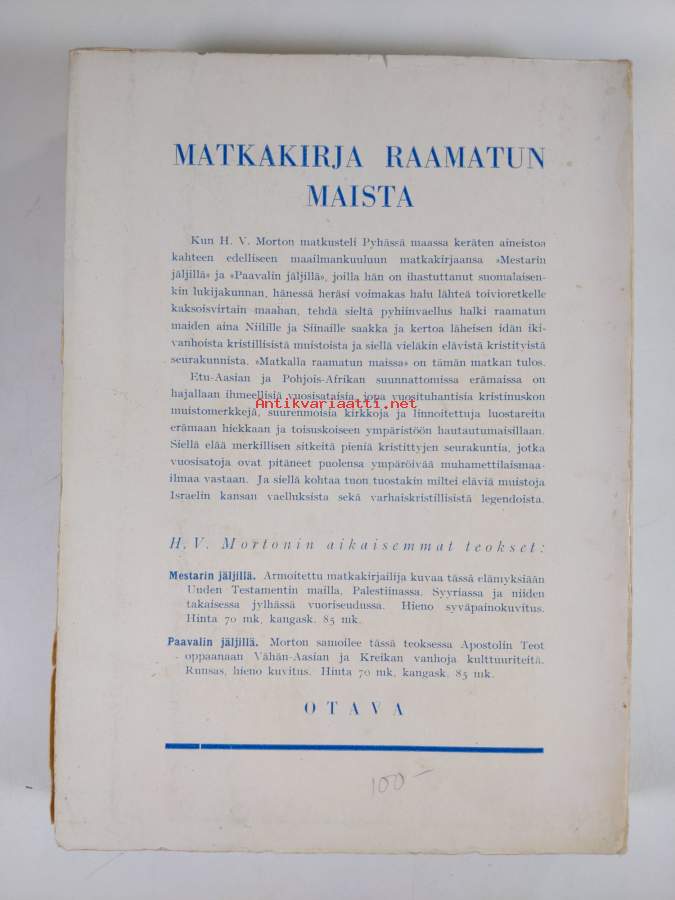 MATKAKIRJA RAAMATUN
MAISTA
Kun H. V. Morton matkusteli Pyhässä maassa keräten aineistoa
kahteen edelliseen maailmankuuluun matkakirjaansa »Mestarin
jäljillä» ja »Paavalin jäljillä», joilla hän on ihastuttanut suomalaisen-
kin lukijakunnan, hänessä heräsi voimakas halu lähteä toivioretkelle
kaksoisvirtain maahan, tehdä sieltä pyhiinvaellus halki raamatun
maiden aina Niilille ja Siinaille saakka ja kertoa läheisen idän iki-
vanhoista kristillisistä muistoista ja siellä vieläkin elävistä kristityistä
seurakunnista. »Matkalla raamatun maissa» on tämän matkan tulos.
Etu-Aasian ja Pohjois-Afrikan suunnattomissa erämaissa on
hajallaan ihmeellisiä vuosisataisia, jopa vuosituhantisia kristinuskon
Antikvariaatti.net
muistomerkkejä, suurenmoisia kirkkoja ja linnoitettuja luostareita
erämaan hiekkaan ja toisuskoiseen ympäristöön hautautumaisillaan.
Siellä elää merkillisen sitkeitä pieniä kristittyjen seurakuntia, jotka
vuosisatoja ovat pitäneet puolensa ympäröivää muhamettilaismaa-
ilmaa vastaan. Ja siellä kohtaa tuon tuostakin miltei eläviä muistoja
Israelin kansan vaelluksista sekä varhaiskristillisistä legendoista.
H. V. Mortonin aikaisemmat teokset:
Mestarin jäljillä. Armoitettu matkakirjailija kuvaa tässä elämyksiään
Uuden Testamentin mailla, Palestiinassa, Syyriassa ja niiden
takaisessa jylhässä vuoriseudussa. Hieno syväpainokuvitus.
Hinta 70 mk, kangask. 85 mk.
Paavalin jäljillä. Morton samoilee tässä teoksessa Apostolin Teot
oppaanaan Vähän-Aasian ja Kreikan vanhoja kulttuuriteitä.
Runsas, hieno kuvitus. Hinta 70 mk, kangask. 85 mk.
OTAVA
100-